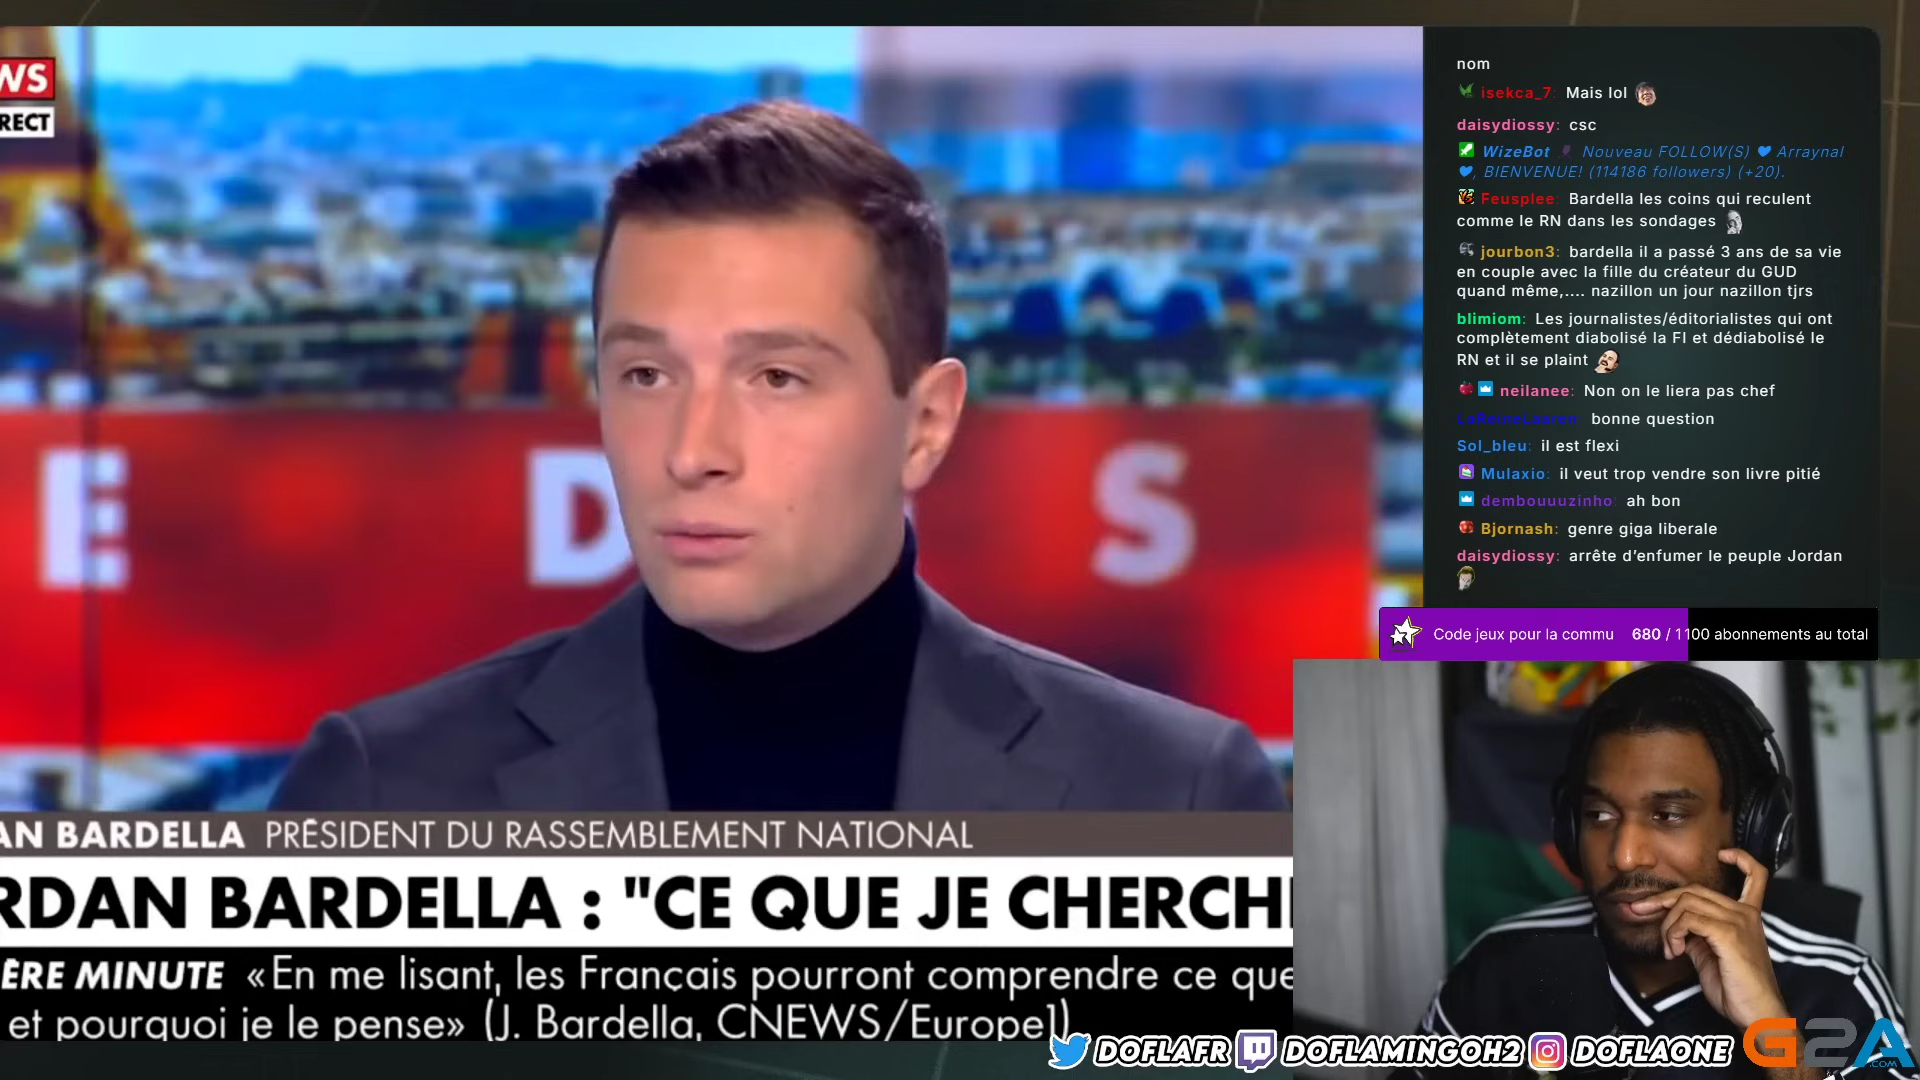 WS
RECT
E D S
AN BARDELLA PRÉSIDENT DU RASSEMBLEMENT NATIONAL
RDAN BARDELLA : "CE QUE JE CHERCH
ÈRE MINUTE «En me lisant, les Français pourront comprendre ce que
et pourquoi je le pense» (J. Bardella, CNEWS/Europe1)
nom
isekca_7: Mais lol
daisydiossy: csc
WizeBot Nouveau FOLLOW(S) Arraynal
, BIENVENUE! (114186 followers) (+20).
Feusplee: Bardella les coins qui reculent
comme le RN dans les sondages
jourbon3: bardella il a passé 3 ans de sa vie
en couple avec la fille du créateur du GUD
quand même,.... nazillon un jour nazillon tjrs
blimiom: Les journalistes/éditorialistes qui ont
complètement diabolisé la FI et dédiabolisé le
RN et il se plaint
neilanee: Non on le liera pas chef
bonne question
Sol_bleu: il est flexi
Mulaxio: il veut trop vendre son livre pitié
dembouuuzinho: ah bon
Bjornash: genre giga liberale
daisydiossy: arrête d'enfumer le peuple Jordan
Code jeux pour la commu 680 / 1100 abonnements au total
DOFLAFR DOFLAMINGOH2 DOFLAONE G2A
.COM